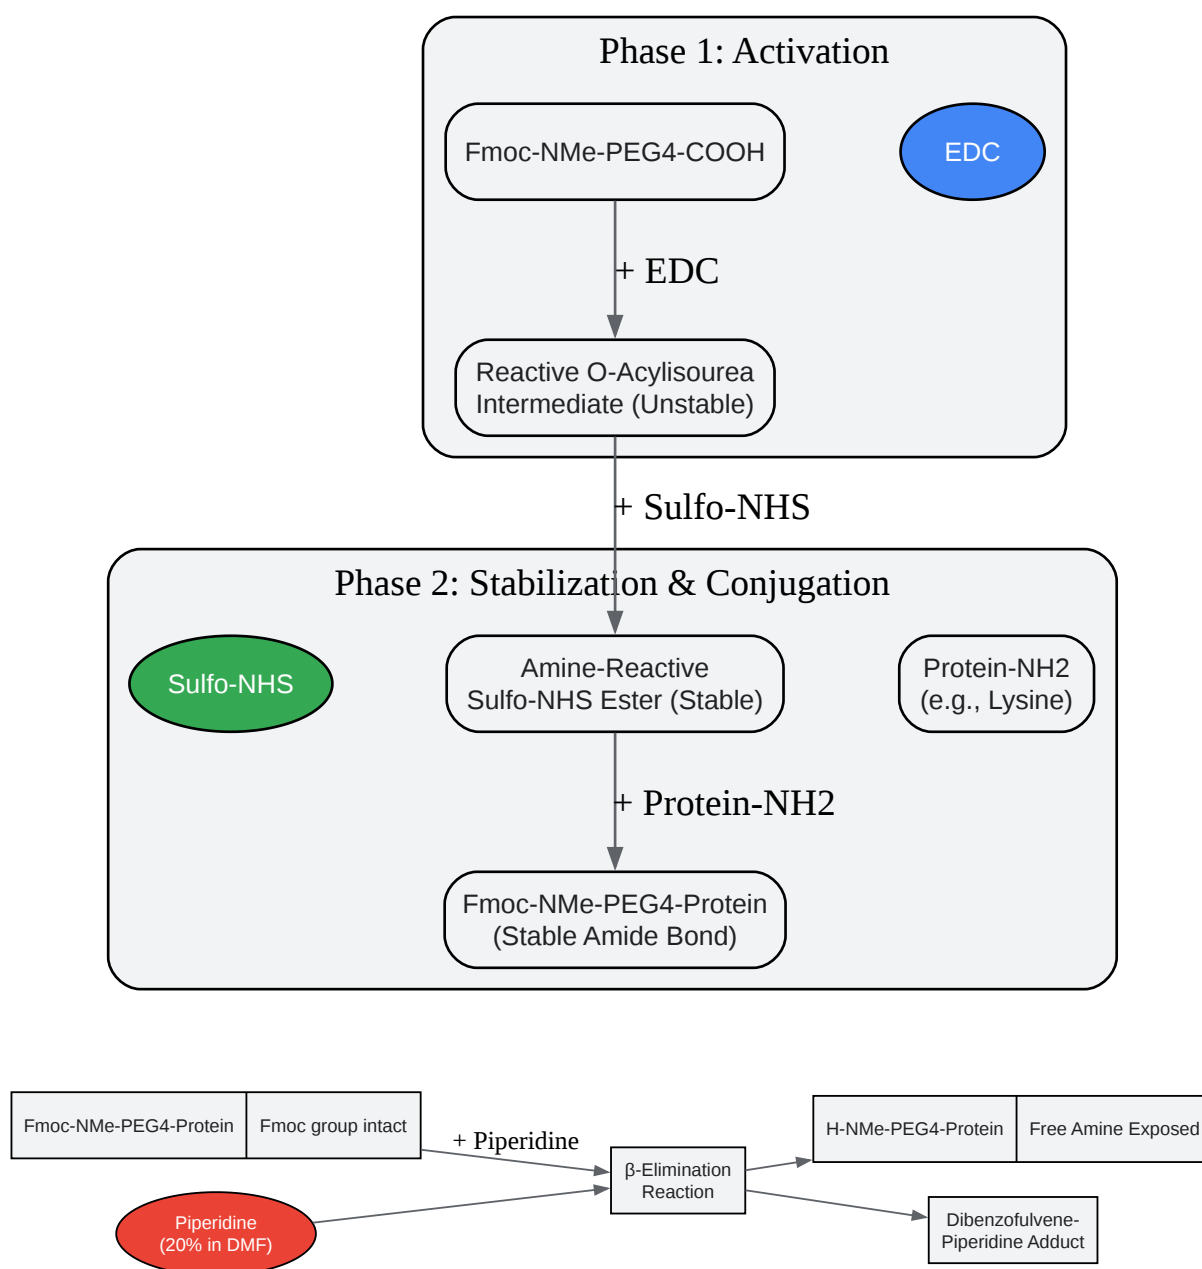 Phase 1: Activation
Fmoc-NMe-PEG4-COOH
EDC
+ EDC
Reactive O-Acylisourea
Intermediate (Unstable)
+ Sulfo-NHS
Phase 2: Stabilization & Conjugation
Sulfo-NHS
Amine-Reactive
Sulfo-NHS Ester (Stable)
Protein-NH2
(e.g., Lysine)
+ Protein-NH2
Fmoc-NMe-PEG4-Protein
(Stable Amide Bond)
Fmoc-NMe-PEG4-Protein
Fmoc group intact
+ Piperidine
Piperidine
(20% in DMF)
β-Elimination
Reaction
H-NMe-PEG4-Protein
Free Amine Exposed
Dibenzofulvene-
Piperidine Adduct